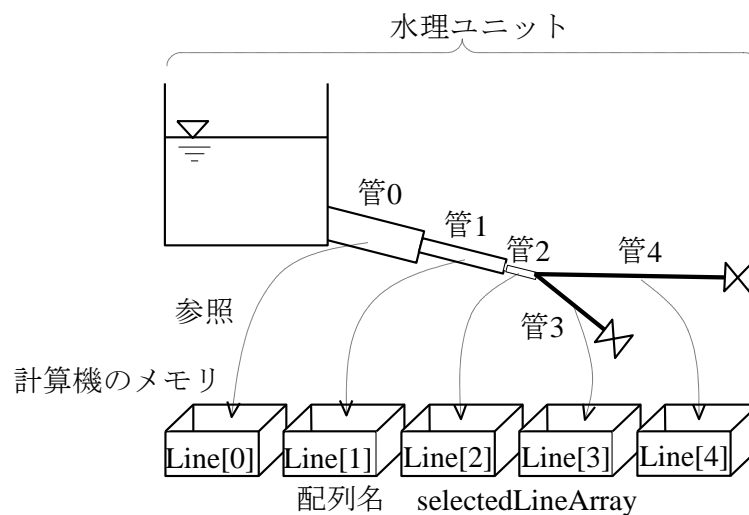 水理ユニット
管0
管1
管2
管4
参照
管3
計算機のメモリ
Line[0]
Line[1]
Line[2]
Line[3]
Line[4]
配列名 selectedLineArray